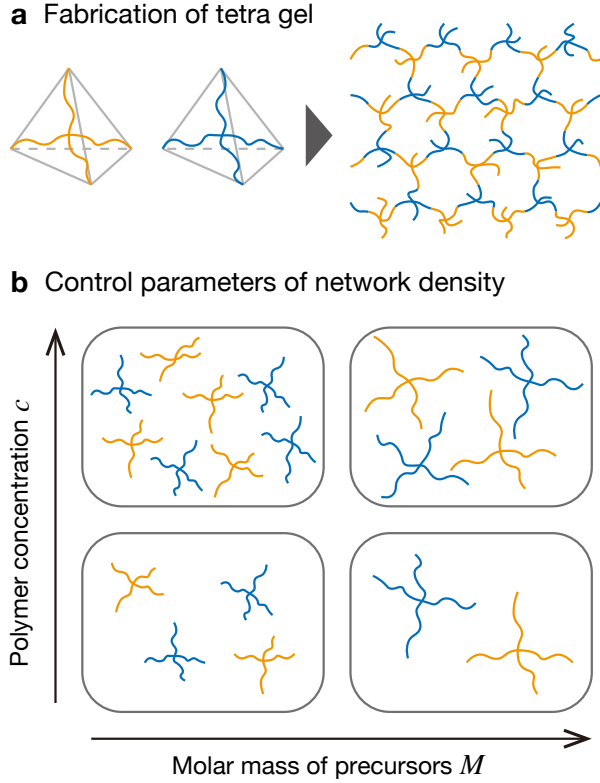 a Fabrication of tetra gel
b Control parameters of network density
Polymer concentration c
Molar mass of precursors M